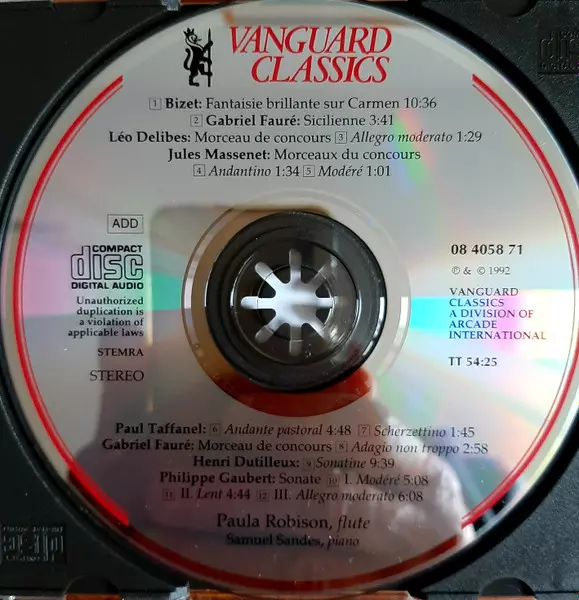 VANGUARD
CLASSICS
1 Bizet: Fantaisie brillante sur Carmen 10:36
2 Gabriel Fauré: Sicilienne 3:41
Léo Delibes: Morceau de concours 3 Allegro moderato 1:29
Jules Massenet: Morceaux du concours
4 Andantino 1:34 5 Modéré 1:01
ADD
COMPACT
disc
DIGITAL AUDIO
Unauthorized
duplication is
a violation of
applicable laws
STEMRA
STEREO
08 4058 71
℗ & © 1992
VANGUARD
CLASSICS
A DIVISION OF
ARCADE
INTERNATIONAL
TT 54:25
Paul Taffanel: 6 Andante pastoral 4:48 7 Scherzettino 1:45
Gabriel Fauré: Morceau de concours 8 Adagio non troppo 2:58
Henri Dutilleux: 9 Sonatine 9:39
Philippe Gaubert: Sonate 10 I. Modéré 5:08
11 II. Lent 4:44 12 III. Allegro moderato 6:08
Paula Robison, flute
Samuel Sandes, piano